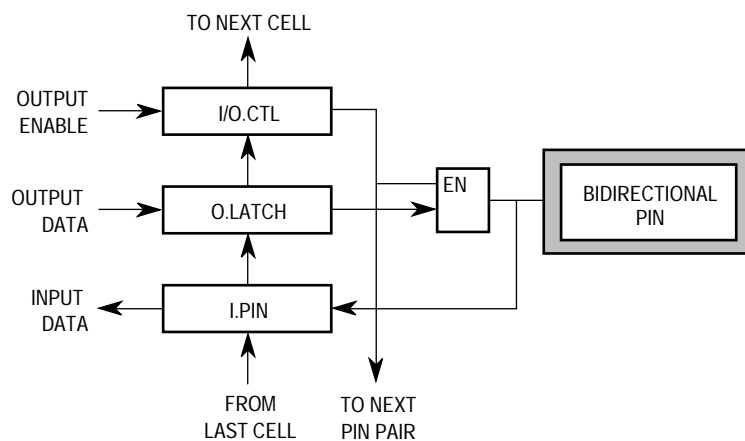 TO NEXT CELL
OUTPUT
ENABLE
I/O.CTL
OUTPUT
DATA
O.LATCH
EN
BIDIRECTIONAL
PIN
INPUT
DATA
I.PIN
FROM
LAST CELL
TO NEXT
PIN PAIR